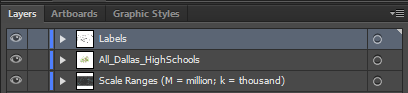 Layers Artboards Graphic Styles
Labels
All_Dallas_HighSchools
Scale Ranges (M = million; k = thousand)